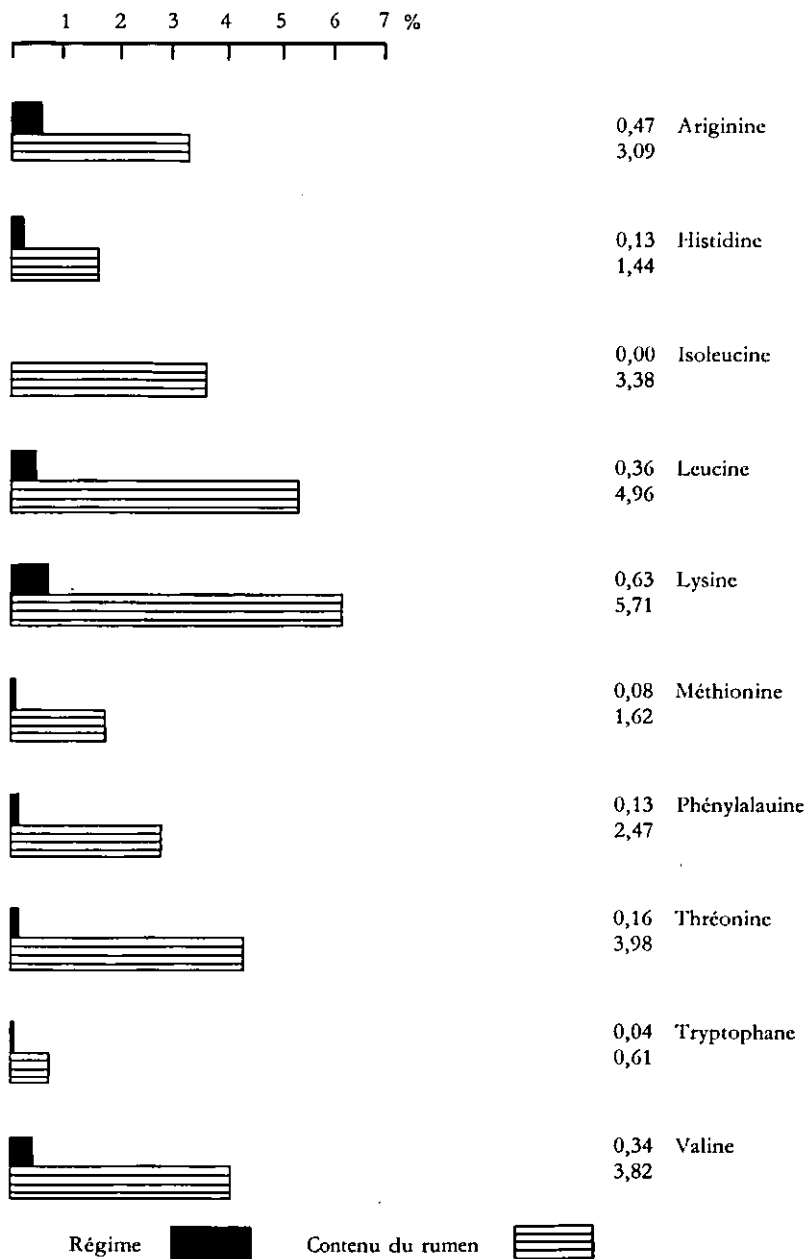 1 2 3 4 5 6 7 %
0,47 Ariginine
3,09
0,13 Histidine
1,44
0,00 Isoleucine
3,38
0,36 Leucine
4,96
0,63 Lysine
5,71
0,08 Méthionine
1,62
0,13 Phénylalauine
2,47
0,16 Thréonine
3,98
0,04 Tryptophane
0,61
0,34 Valine
3,82
Régime Contenu du rumen